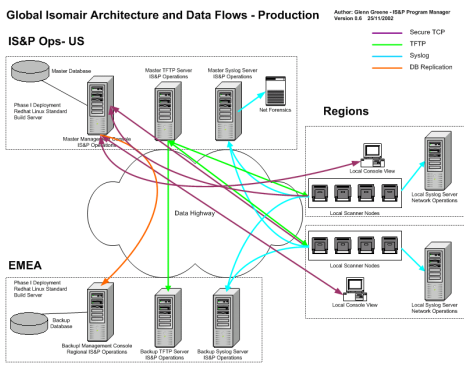 Global Isomair Architecture and Data Flows - Production
Author: Glenn Greene - IS&P Program Manager
Version 0.6 25/11/2002
Secure TCP
TFTP
Syslog
DB Replication
IS&P Ops- US
Master Database
Phase I Deployment
Redhat Linux Standard
Build Server
Master Management Console
IS&P Operations
Master TFTP Server
IS&P Operations
Master Syslog Server
IS&P Operations
Net Forensics
Regions
Local Console View
Local Scanner Nodes
Local Syslog Server
Network Operations
Data Highway
Local Scanner Nodes
Local Console View
Local Syslog Server
Network Operations
EMEA
Phase I Deployment
Redhat Linux Standard
Build Server
Backup
Database
Backup Management Console
Regional IS&P Operations
Backup TFTP Server
IS&P Operations
Backup Syslog Server
IS&P Operations